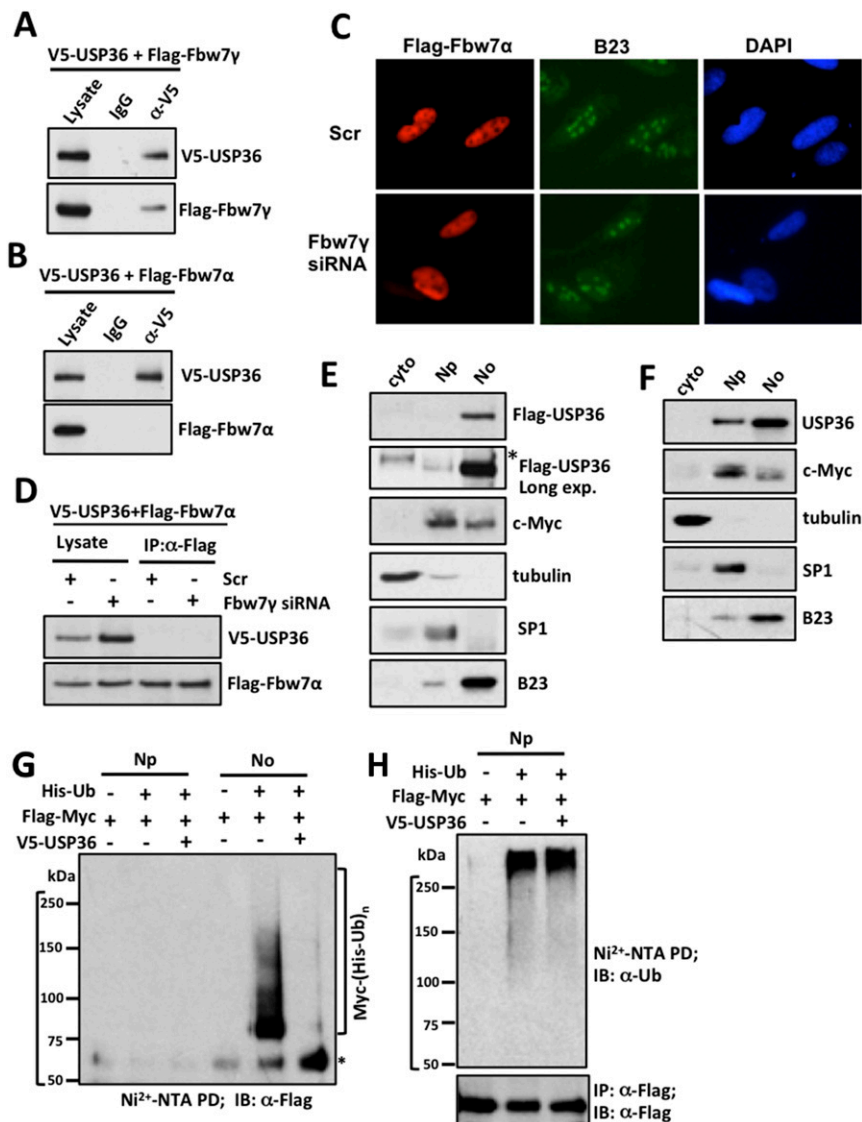 A
V5-USP36 + Flag-Fbw7γ
Lysate
IgG
α-V5
V5-USP36
Flag-Fbw7γ
B
V5-USP36 + Flag-Fbw7α
Lysate
IgG
α-V5
V5-USP36
Flag-Fbw7α
C
Flag-Fbw7α B23 DAPI
Scr
Fbw7γ
siRNA
D
V5-USP36+Flag-Fbw7α
Lysate IP:α-Flag
+ - + - Scr
- + - + Fbw7γ siRNA
V5-USP36
Flag-Fbw7α
E
cyto Np No
Flag-USP36
*
Flag-USP36
Long exp.
c-Myc
tubulin
SP1
B23
F
cyto Np No
USP36
c-Myc
tubulin
SP1
B23
G
Np No
His-Ub - + + - + +
Flag-Myc + + + + + +
V5-USP36 - - + - - +
kDa
250
150
100
75
50
Myc-(His-Ub)n
*
Ni²⁺-NTA PD; IB: α-Flag
H
Np
His-Ub - + +
Flag-Myc + + +
V5-USP36 - - +
kDa
250
150
100
75
50
Ni²⁺-NTA PD;
IB: α-Ub
IP: α-Flag;
IB: α-Flag